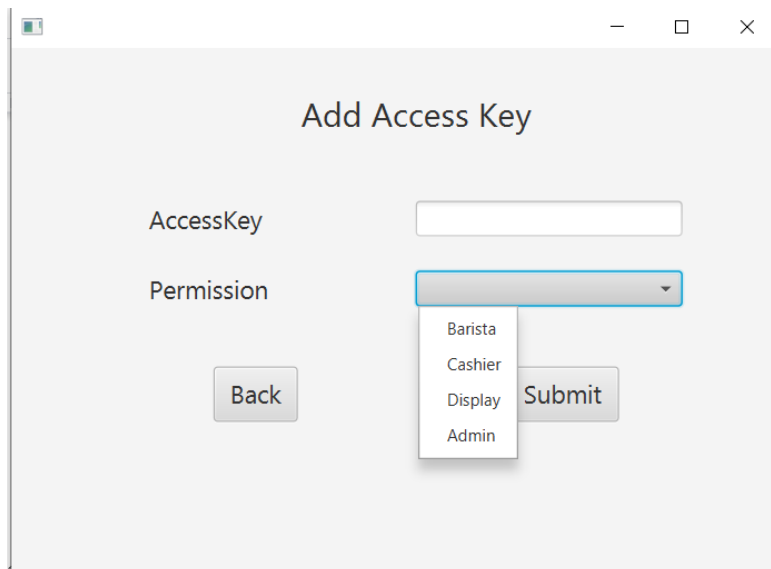 Add Access Key
AccessKey
Permission
Barista
Cashier
Display
Admin
Back
Submit